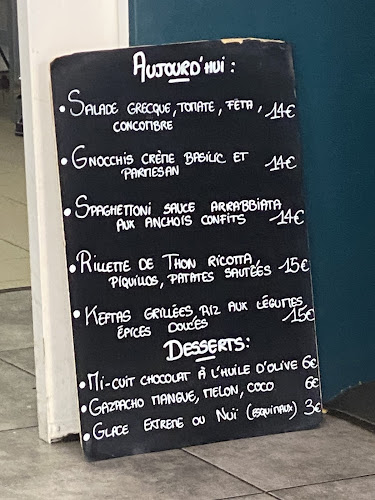 AUJOURD'HUI :
• SALADE GRECQUE, TOMATE, FÉTA, 14€
CONCOMBRE
• GNOCCHIS CRÈME BASILIC ET 14€
PARMESAN
• SPAGHETTONI SAUCE ARRABBIATA
AUX ANCHOIS CONFITS 14€
• RILLETTE DE THON RICOTTA,
PIQUILLOS, PATATES SAUTÉES 15€
• KEFTAS GRILLÉES, RIZ AUX LÉGUMES
ÉPICES DOUCES 15€
DESSERTS :
• MI-CUIT CHOCOLAT À L'HUILE D'OLIVE 6€
• GAZPACHO MANGUE, MELON, COCO 6€
• GLACE EXTREME OU NUÏ (ESQUIMAUX) 3€